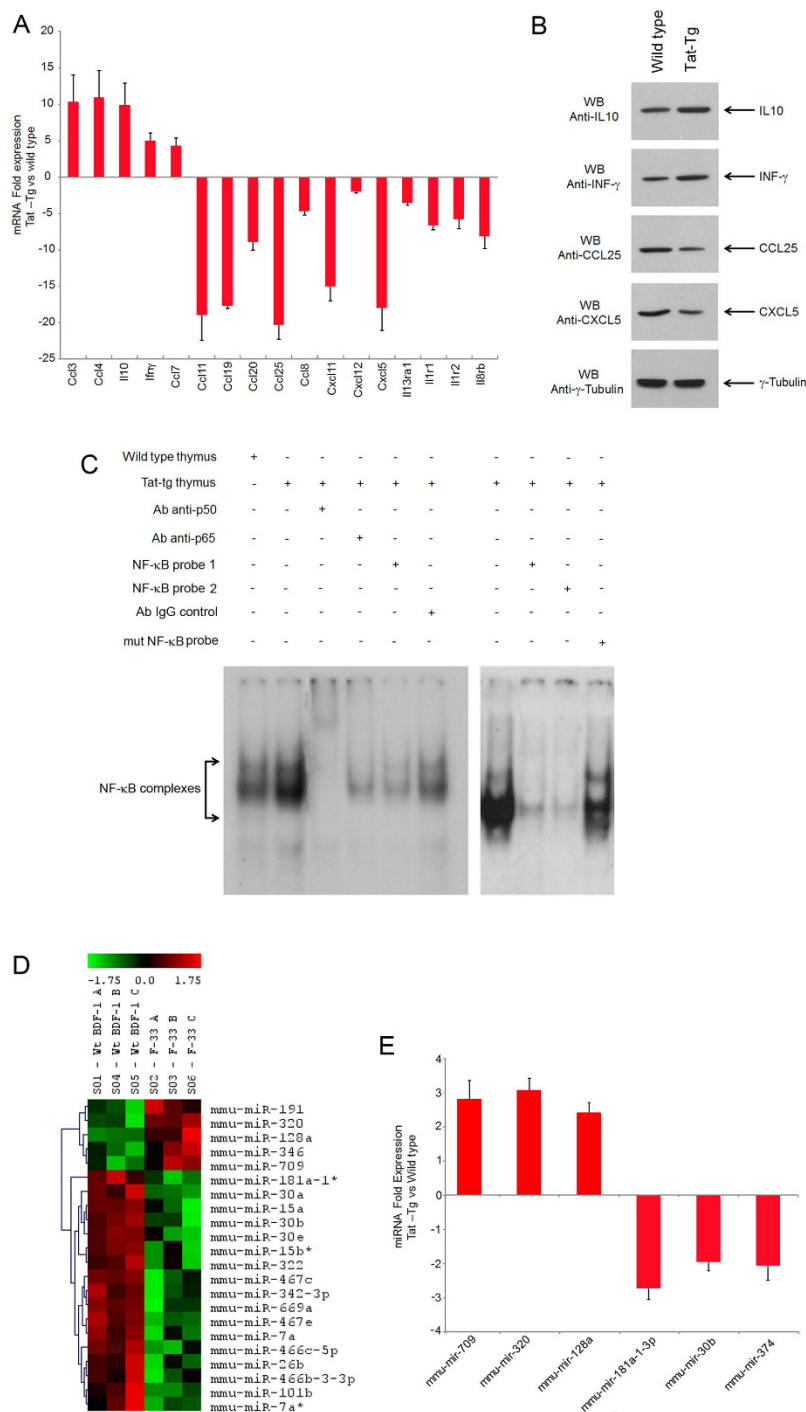 A
mRNA Fold expression
Tat –Tg vs wild type
20
15
10
5
0
-5
-10
-15
-20
-25
Ccl3
Ccl4
Il10
Ifnγ
Ccl7
Ccl11
Ccl19
Ccl20
Ccl25
Ccl8
Cxcl11
Cxcl12
Cxcl5
Il13ra1
Il1r1
Il1r2
Il8rb
B
Wild type
Tat-Tg
WB
Anti-IL10
IL10
WB
Anti-INF-γ
INF-γ
WB
Anti-CCL25
CCL25
WB
Anti-CXCL5
CXCL5
WB
Anti-γ-Tubulin
γ-Tubulin
C
Wild type thymus +
Tat-tg thymus - + + + + + + + + +
Ab anti-p50 - - + - - - - - - -
Ab anti-p65 - - - + - - - - - -
NF-κB probe 1 - - - - + - - + - -
NF-κB probe 2 - - - - - - - - + -
Ab IgG control - - - - - + - - - -
mut NF-κB probe - - - - - - - - - +
NF-κB complexes
D
-1.75 0.0 1.75
S01 - Wt BDF-1 A
S04 - Wt BDF-1 B
S05 - Wt BDF-1 C
S02 - F-33 A
S03 - F-33 B
S06 - F-33 C
mmu-miR-191
mmu-miR-320
mmu-miR-128a
mmu-miR-346
mmu-miR-709
mmu-miR-181a-1*
mmu-miR-30a
mmu-miR-15a
mmu-miR-30b
mmu-miR-30e
mmu-miR-15b*
mmu-miR-322
mmu-miR-467c
mmu-miR-342-3p
mmu-miR-669a
mmu-miR-467e
mmu-miR-7a
mmu-miR-466c-5p
mmu-miR-26b
mmu-miR-466b-3-3p
mmu-miR-101b
mmu-miR-7a*
E
miRNA Fold Expression
Tat –Tg vs Wild type
4
3
2
1
0
-1
-2
-3
-4
mmu-mir-709
mmu-mir-320
mmu-mir-128a
mmu-mir-181a-1-3p
mmu-mir-30b
mmu-mir-374